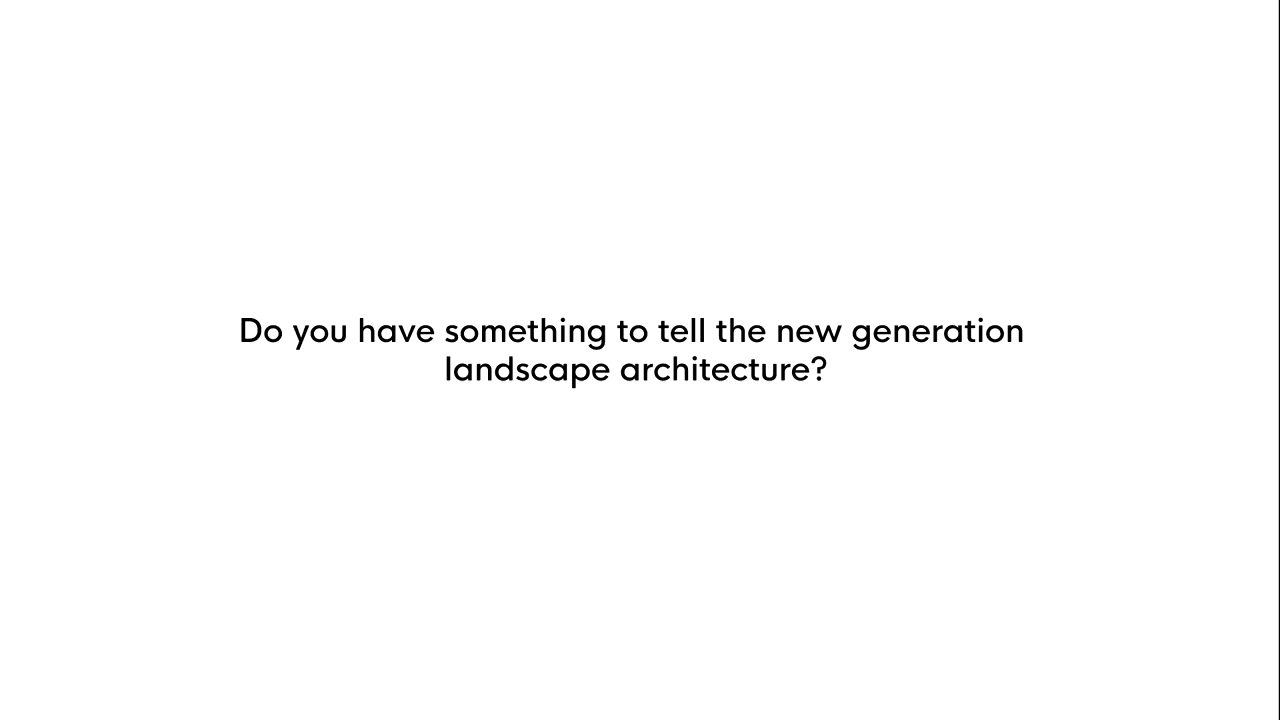 Do you have something to tell the new generation
landscape architecture?